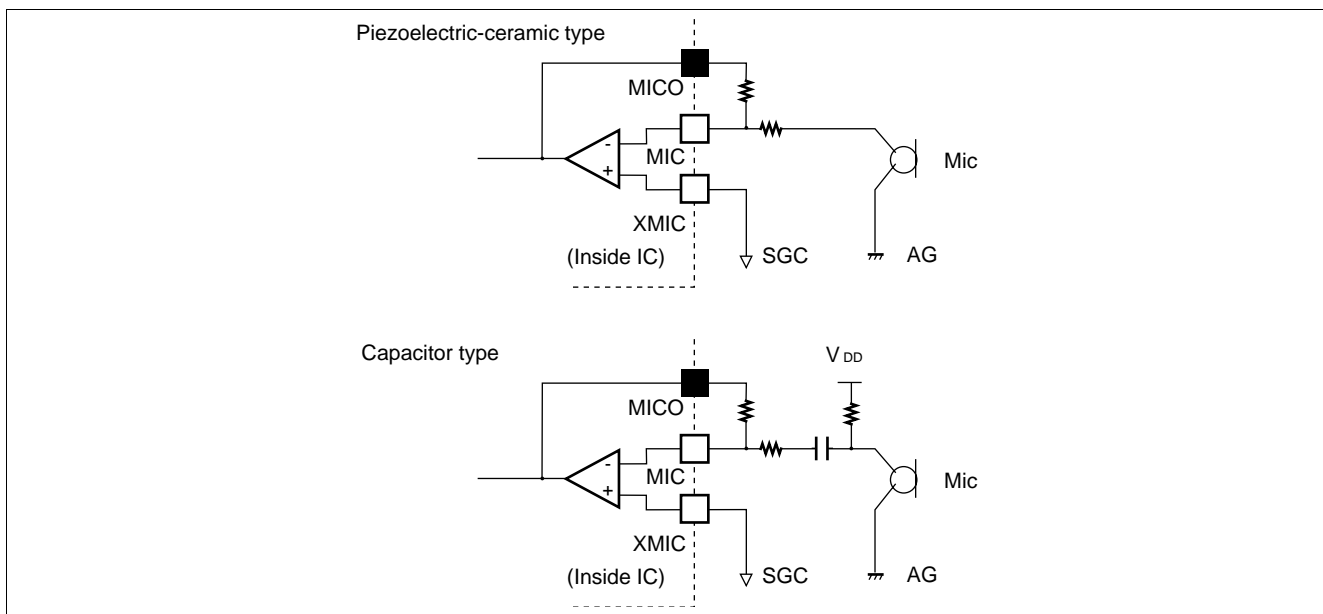 Piezoelectric-ceramic type
MICO
-
MIC
+
Mic
XMIC
(Inside IC)
SGC
AG
Capacitor type
VDD
MICO
-
MIC
+
Mic
XMIC
(Inside IC)
SGC
AG